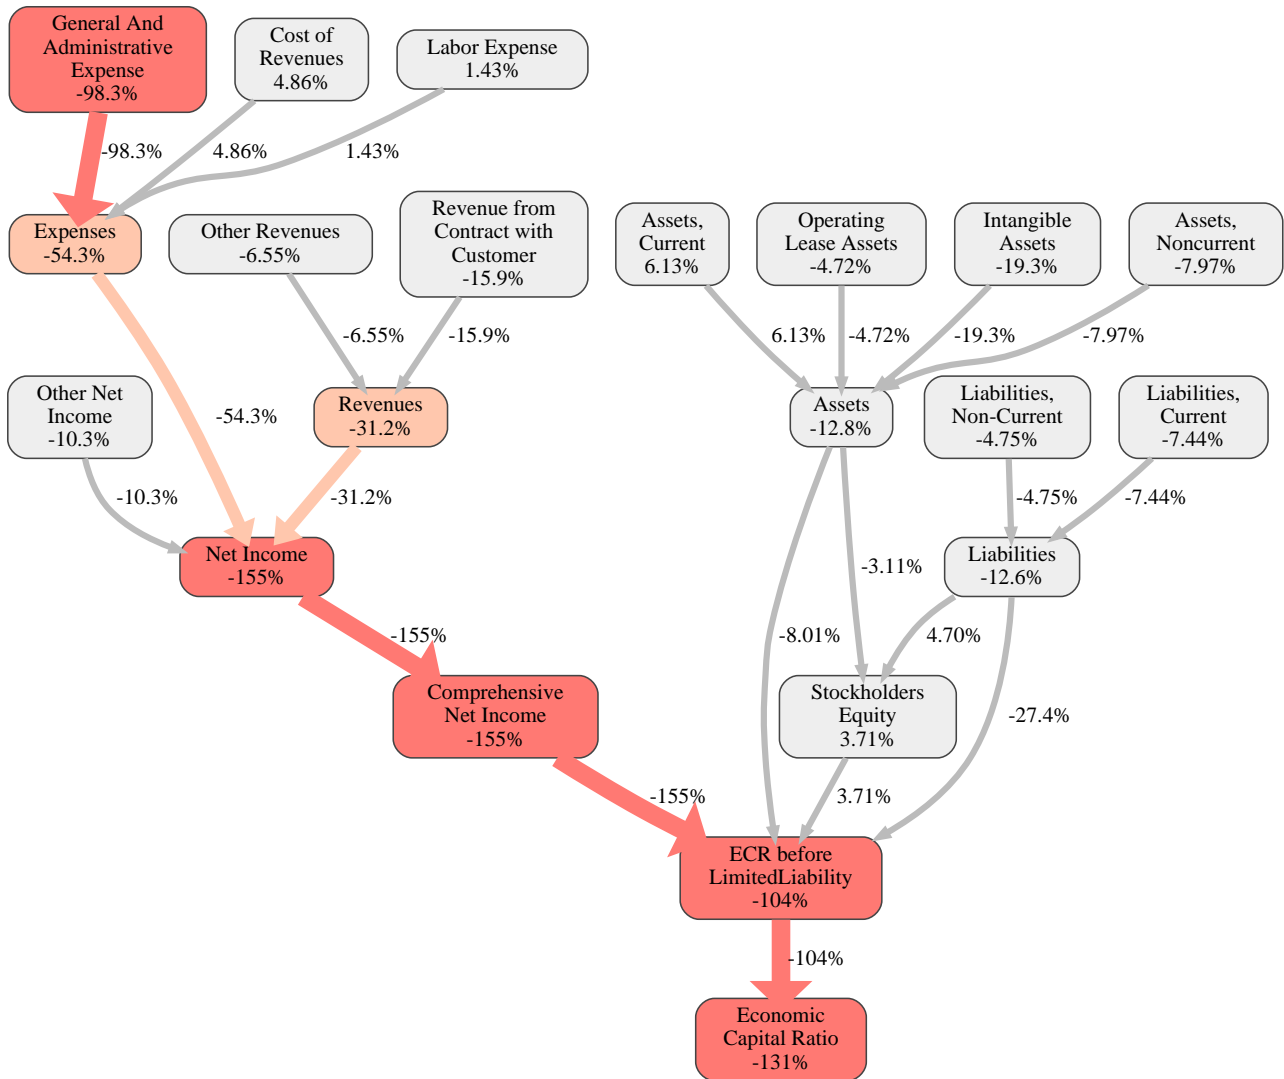 General And
Administrative
Expense
-98.3%
Cost of
Revenues
4.86%
Labor Expense
1.43%
-98.3%
4.86%
1.43%
Expenses
-54.3%
Other Revenues
-6.55%
Revenue from
Contract with
Customer
-15.9%
Assets,
Current
6.13%
Operating
Lease Assets
-4.72%
Intangible
Assets
-19.3%
Assets,
Noncurrent
-7.97%
-6.55%
-15.9%
6.13%
-4.72%
-19.3%
-7.97%
Other Net
Income
-10.3%
-54.3%
Revenues
-31.2%
Assets
-12.8%
Liabilities,
Non-Current
-4.75%
Liabilities,
Current
-7.44%
-10.3%
-31.2%
-4.75%
-7.44%
Net Income
-155%
-3.11%
Liabilities
-12.6%
-155%
-8.01%
4.70%
Comprehensive
Net Income
-155%
Stockholders
Equity
3.71%
-27.4%
-155%
3.71%
ECR before
LimitedLiability
-104%
-104%
Economic
Capital Ratio
-131%